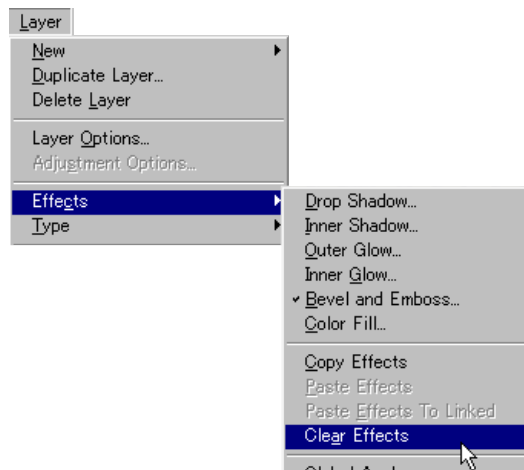 Layer
New
Duplicate Layer...
Delete Layer
Layer Options...
Adjustment Options...
Effects
Type
Drop Shadow...
Inner Shadow...
Outer Glow...
Inner Glow...
Bevel and Emboss...
Color Fill...
Copy Effects
Paste Effects
Paste Effects To Linked
Clear Effects